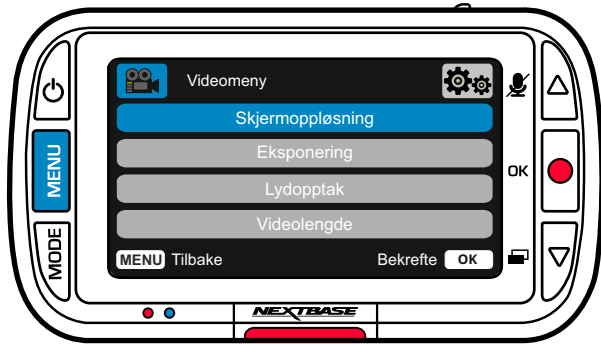 Videomeny
Skjermoppløsning
Eksponering
Lydopptak
Videolengde
MENU Tilbake Bekrefte OK
MENU
MODE
OK
NEXTBASE